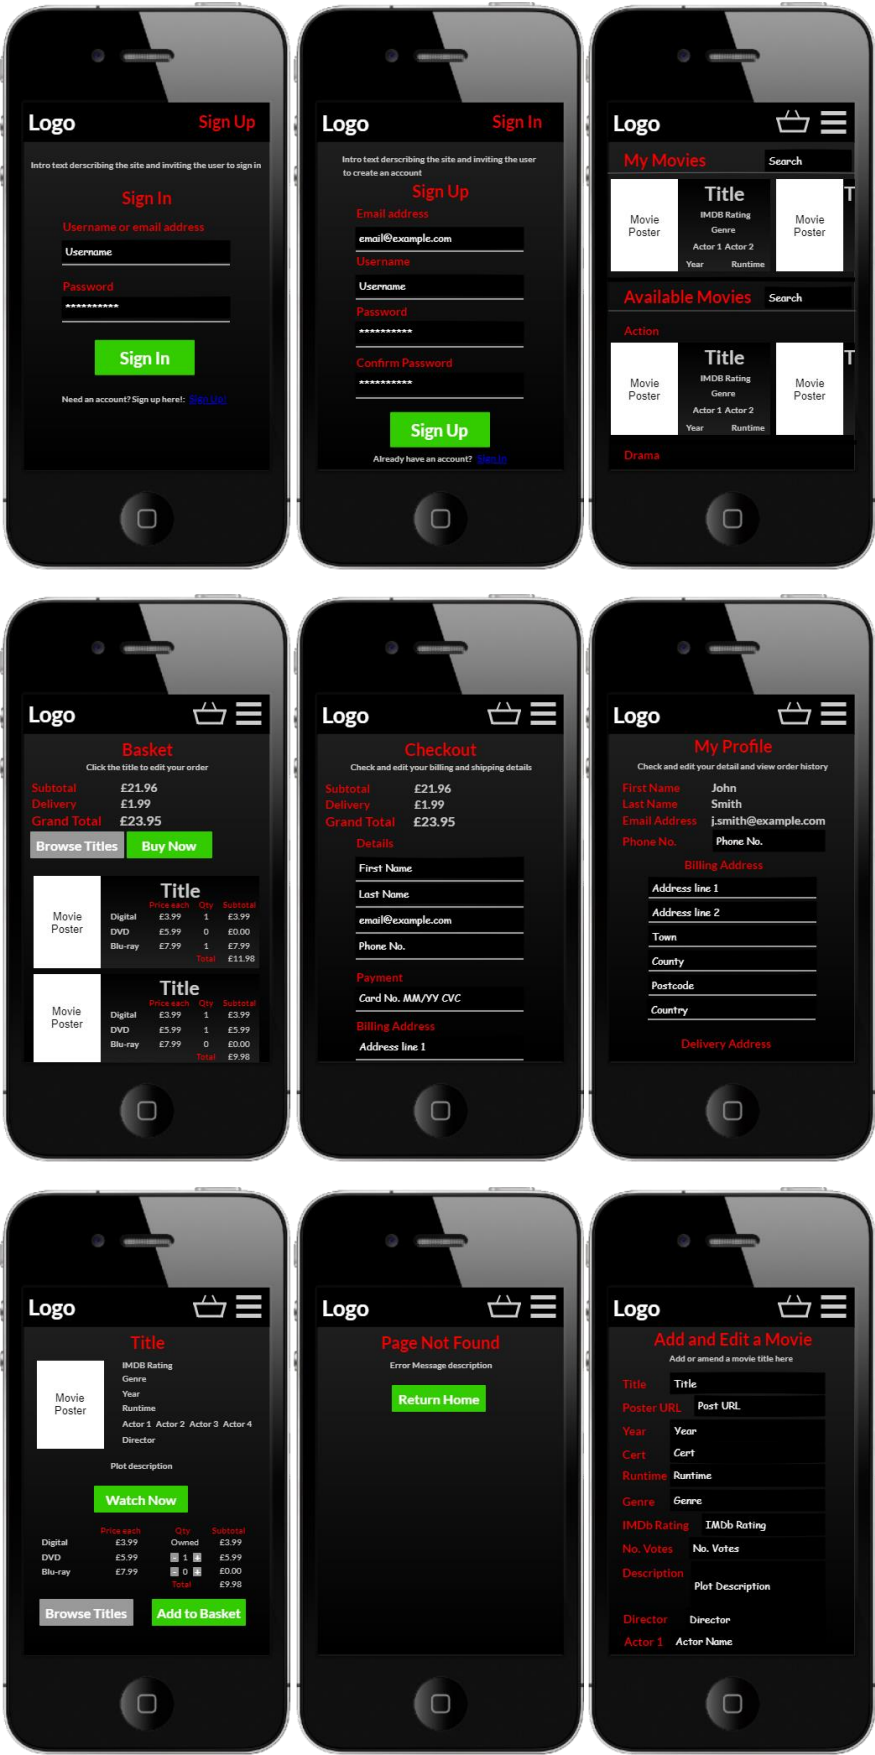 Logo
Sign Up
Intro text derscribing the site and inviting the user to sign in
Sign In
Username or email address
Username
Password
**********
Sign In
Need an account? Sign up here!: Sign Up!
Logo
Sign In
Intro text derscribing the site and inviting the user
to create an account
Sign Up
Email address
email@example.com
Username
Username
Password
**********
Confirm Password
**********
Sign Up
Already have an account? Sign In
Logo
My Movies
Search
Movie
Poster
Title
IMDB Rating
Genre
Actor 1 Actor 2
Year Runtime
Movie
Poster
T
Available Movies
Search
Action
Movie
Poster
Title
IMDB Rating
Genre
Actor 1 Actor 2
Year Runtime
Movie
Poster
T
Drama
Logo
Basket
Click the title to edit your order
Subtotal £21.96
Delivery £1.99
Grand Total £23.95
Browse Titles Buy Now
Movie
Poster
Title
Price each Qty Subtotal
Digital £3.99 1 £3.99
DVD £5.99 0 £0.00
Blu-ray £7.99 1 £7.99
Total £11.98
Movie
Poster
Title
Price each Qty Subtotal
Digital £3.99 1 £3.99
DVD £5.99 1 £5.99
Blu-ray £7.99 0 £0.00
Total £9.98
Logo
Checkout
Check and edit your billing and shipping details
Subtotal £21.96
Delivery £1.99
Grand Total £23.95
Details
First Name
Last Name
email@example.com
Phone No.
Payment
Card No. MM/YY CVC
Billing Address
Address line 1
Logo
My Profile
Check and edit your detail and view order history
First Name John
Last Name Smith
Email Address j.smith@example.com
Phone No. Phone No.
Billing Address
Address line 1
Address line 2
Town
County
Postcode
Country
Delivery Address
Logo
Title
Movie
Poster
IMDB Rating
Genre
Year
Runtime
Actor 1 Actor 2 Actor 3 Actor 4
Director
Plot description
Watch Now
Price each Qty Subtotal
Digital £3.99 Owned £3.99
DVD £5.99 - 1 + £5.99
Blu-ray £7.99 - 0 + £0.00
Total £9.98
Browse Titles Add to Basket
Logo
Page Not Found
Error Message description
Return Home
Logo
Add and Edit a Movie
Add or amend a movie title here
Title Title
Poster URL Post URL
Year Year
Cert Cert
Runtime Runtime
Genre Genre
IMDb Rating IMDb Rating
No. Votes No. Votes
Description
Plot Description
Director Director
Actor 1 Actor Name